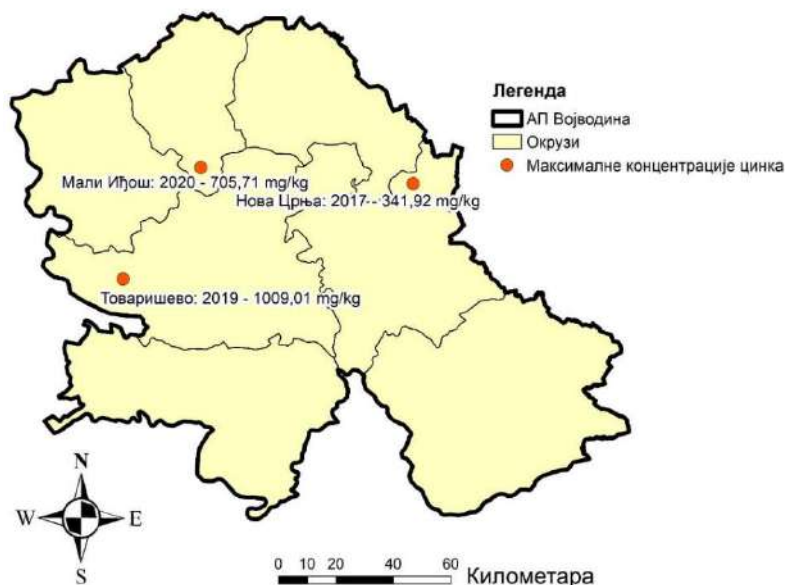 Легенда
АП Војводина
Окрузи
Максималне концентрације цинка
Мали Иђош: 2020 - 705,71 mg/kg
Нова Црња: 2017 - 341,92 mg/kg
Товаришево: 2019 - 1009,01 mg/kg
N
W E
S
0 10 20 40 60
Километара